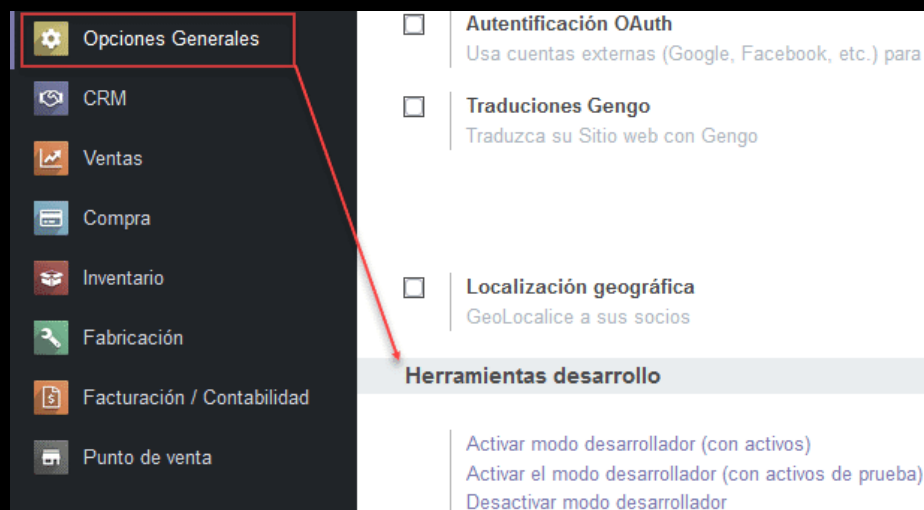 Opciones Generales
CRM
Ventas
Compra
Inventario
Fabricación
Facturación / Contabilidad
Punto de venta
Autentificación OAuth
Usa cuentas externas (Google, Facebook, etc.) para
Traduciones Gengo
Traduzca su Sitio web con Gengo
Localización geográfica
GeoLocalice a sus socios
Herramientas desarrollo
Activar modo desarrollador (con activos)
Activar el modo desarrollador (con activos de prueba)
Desactivar modo desarrollador